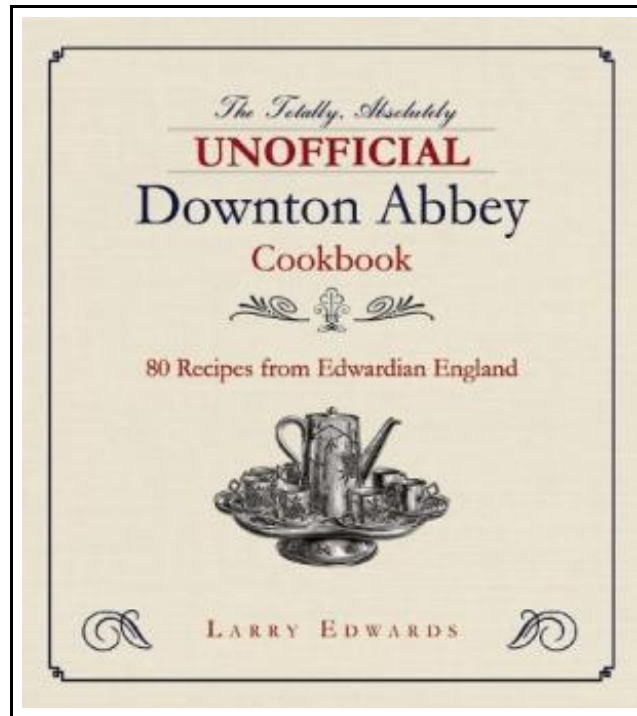 The Totally, Absolutely
UNOFFICIAL
Downton Abbey
Cookbook
80 Recipes from Edwardian England
LARRY EDWARDS